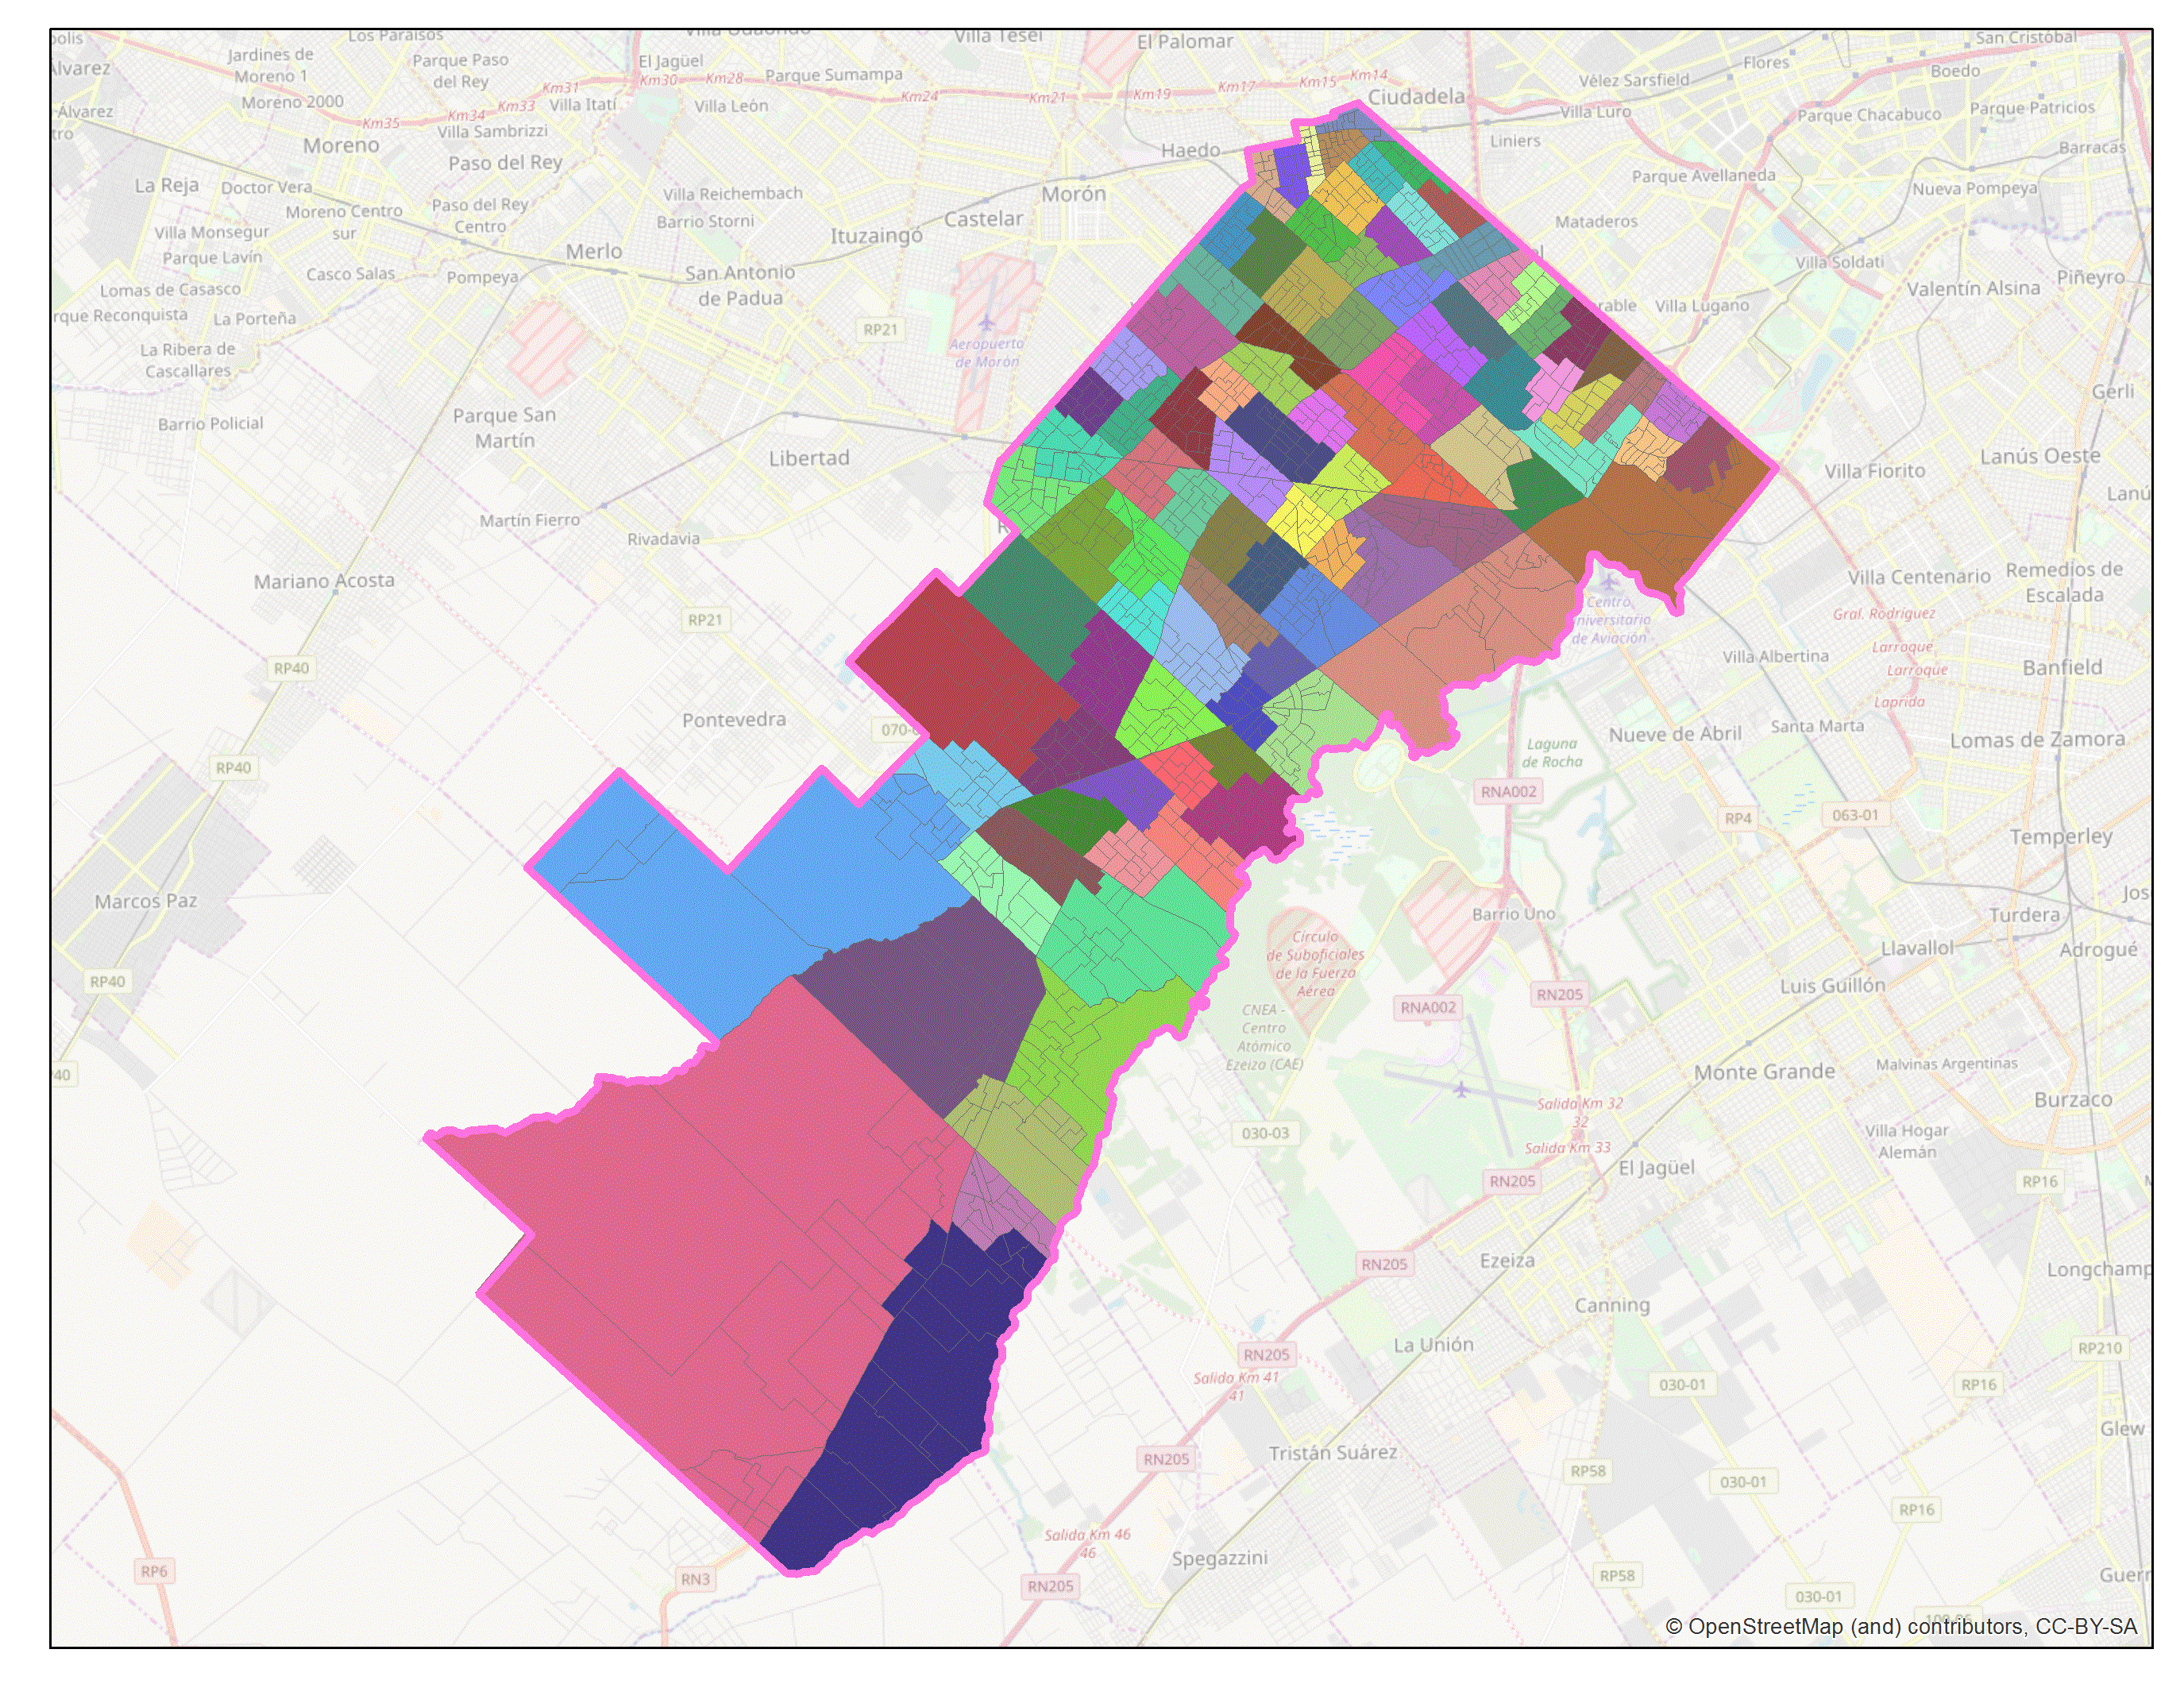 Los Paraísos
Villa Udaondo
Villa Tesei
El Palomar
San Cristóbal
Jardines de
Moreno 1
Parque Paso
del Rey
El Jagüel
Km30
Km28
Parque Sumampa
Km31
Km24
Km21
Km19
Km17
Km15
Km14
Ciudadela
Vélez Sarsfield
Flores
Boedo
Álvarez
Moreno 2000
Km35
Km34
Km33
Villa Itatí
Villa León
Villa Luro
Parque Chacabuco
Parque Patricios
Álvarez
Villa Sambrizzi
Moreno
Paso del Rey
Haedo
Liniers
Barracas
La Reja
Doctor Vera
Villa Reichembach
Morón
Parque Avellaneda
Nueva Pompeya
Moreno Centro
sur
Paso del Rey
Centro
Barrio Storni
Castelar
Mataderos
Villa Monsegur
Parque Lavín
Merlo
Ituzaingó
Casco Salas
Pompeya
San Antonio
de Padua
Villa Soldati
Piñeyro
Lomas de Casasco
La Porteña
Villa Lugano
Valentín Alsina
rque Reconquista
RP21
Aeropuerto
de Morón
La Ribera de
Cascallares
Gerli
Barrio Policial
Parque San
Martín
Libertad
Villa Fiorito
Lanús Oeste
Lanú
Martín Fierro
Rivadavia
Mariano Acosta
Villa Centenario
Remedios de
Escalada
RP21
Centro
Universitario
de Aviación
Gral. Rodríguez
Larroque
Larroque
Laprida
RP40
Villa Albertina
Banfield
Pontevedra
Laguna
de Rocha
Nueve de Abril
Santa Marta
Lomas de Zamora
RP40
RNA002
RP4
063-01
Temperley
Marcos Paz
Barrio Uno
Turdera
Jos
Círculo
de Suboficiales
de la Fuerza
Aérea
Llavallol
Adrogué
RP40
RNA002
RN205
Luis Guillón
CNEA -
Centro
Atómico
Ezeiza (CAE)
40
Monte Grande
Malvinas Argentinas
Salida Km 32
32
Salida Km 33
Burzaco
030-03
Villa Hogar
Alemán
El Jagüel
RN205
RP16
RN205
Ezeiza
Longchamp
Canning
RN205
La Unión
RP210
Salida Km 41
41
030-01
RP16
Glew
RN205
Tristán Suárez
RP58
030-01
RP16
Salida Km 46
46
Spegazzini
RP6
RN3
RN205
RP58
030-01
Guerr
© OpenStreetMap (and) contributors, CC-BY-SA